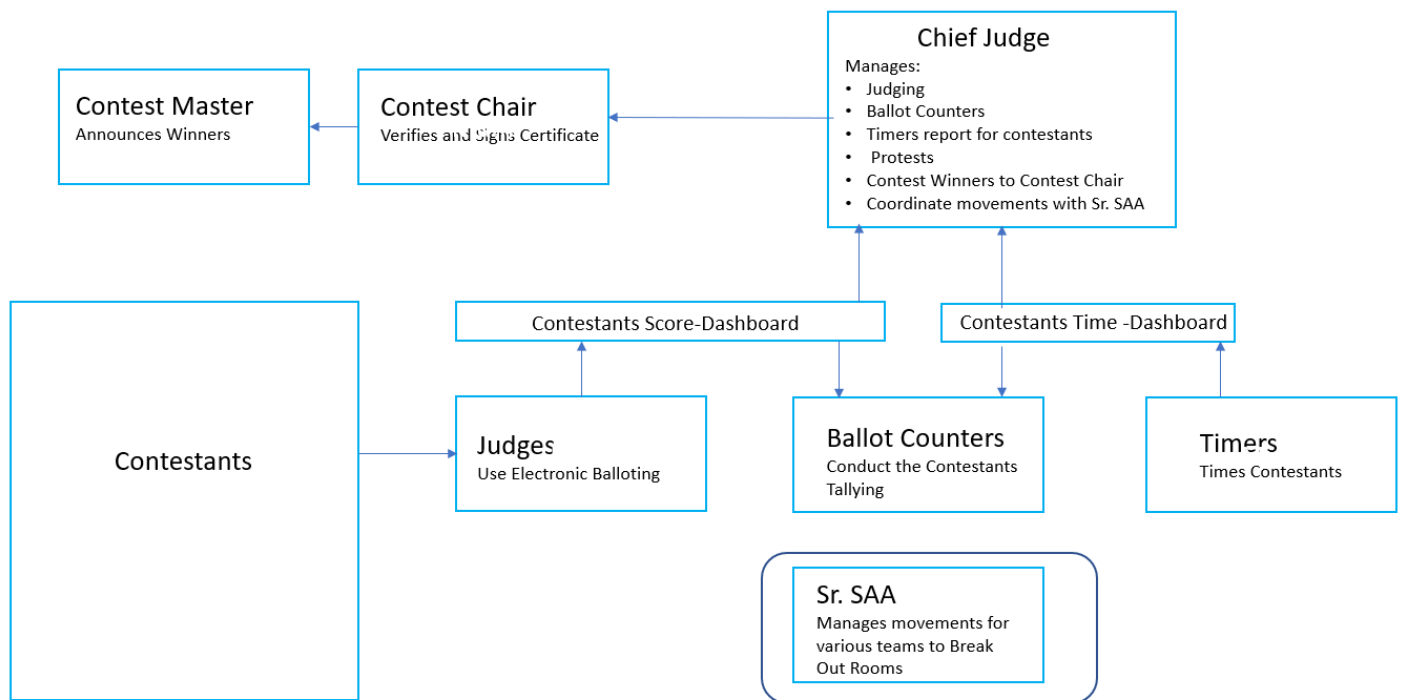 Chief Judge
Manages:
• Judging
• Ballot Counters
• Timers report for contestants
• Protests
• Contest Winners to Contest Chair
• Coordinate movements with Sr. SAA
Contest Master
Announces Winners
Contest Chair
Verifies and Signs Certificate
Contestants Score-Dashboard
Contestants Time -Dashboard
Contestants
Judges
Use Electronic Balloting
Ballot Counters
Conduct the Contestants
Tallying
Timers
Times Contestants
Sr. SAA
Manages movements for
various teams to Break
Out Rooms